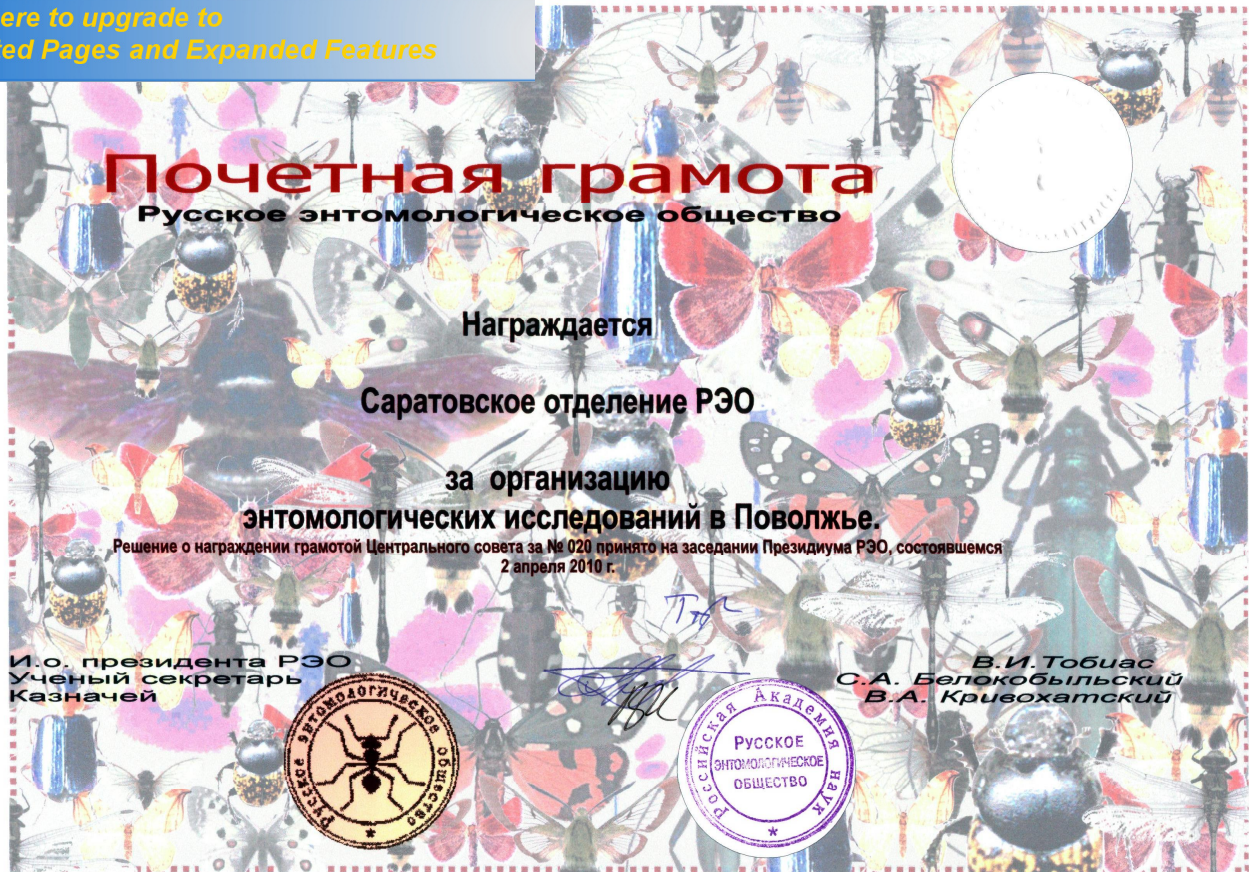 ere to upgrade to
ed Pages and Expanded Features
Почетная грамота
Русское энтомологическое общество
Награждается
Саратовское отделение РЭО
за организацию
энтомологических исследований в Поволжье.
Решение о награждении грамотой Центрального совета за № 020 принято на заседании Президиума РЭО, состоявшемся
2 апреля 2010 г.
И.о. президента РЭО
В.И. Тобиас
Ученый секретарь
С.А. Белокобыльский
Казначей
В.А. Кривохатский
Русское энтомологическое общество
Российская Академия наук
Русское
энтомологическое
общество